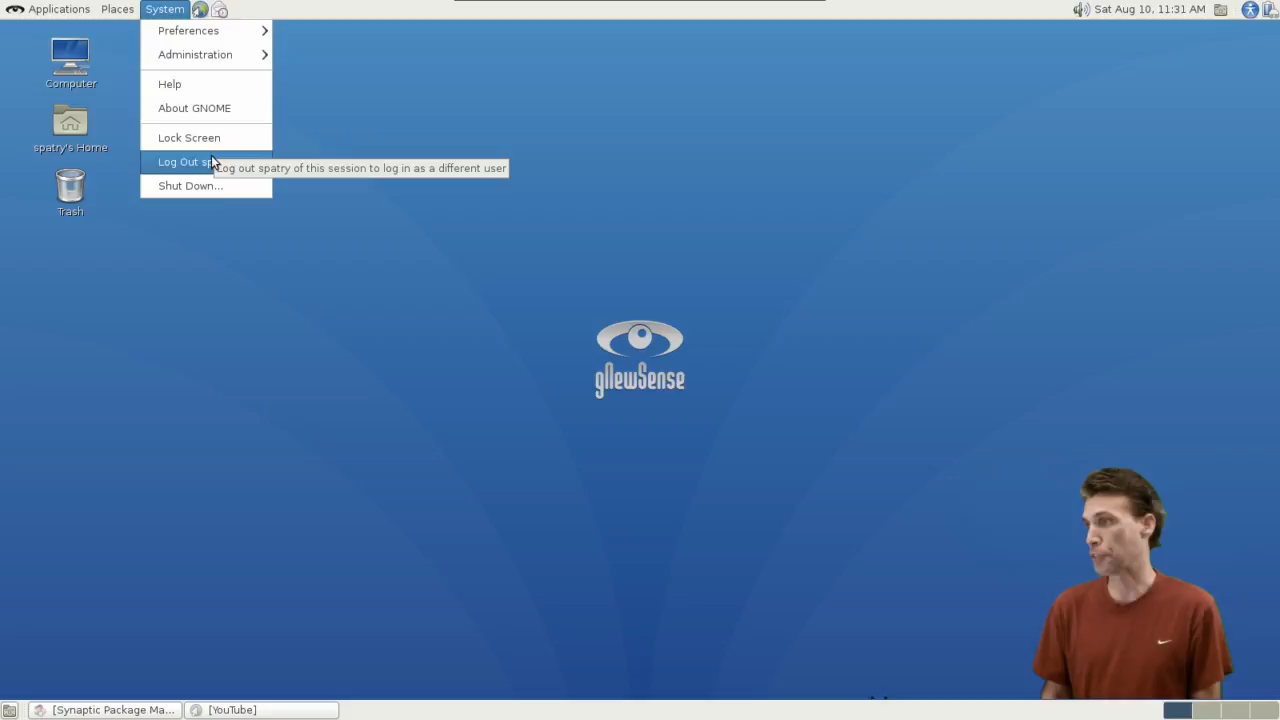 Applications Places System Sat Aug 10, 11:31 AM
Preferences
Administration
Help
About GNOME
Lock Screen
Log Out sp
Log out spatry of this session to log in as a different user
Shut Down...
Computer
spatry's Home
Trash
gNewSense
[Synaptic Package Ma... [YouTube]